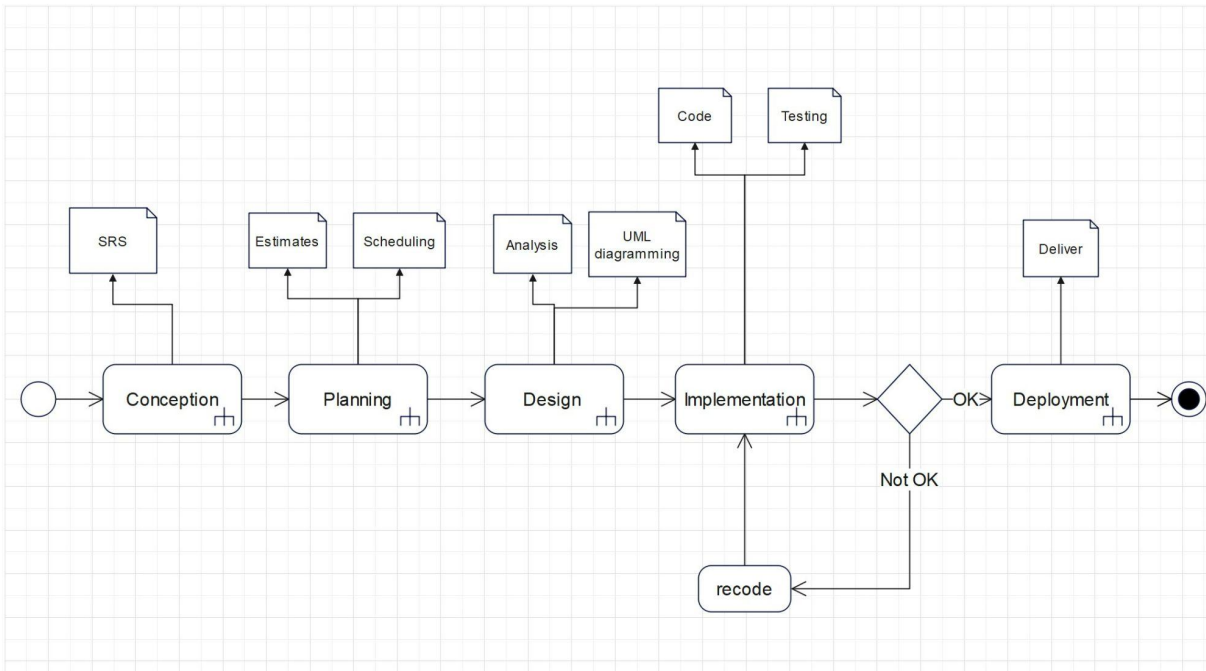 Code
Testing
SRS
Estimates
Scheduling
Analysis
UML
diagramming
Deliver
Conception
Planning
Design
Implementation
OK
Deployment
Not OK
recode